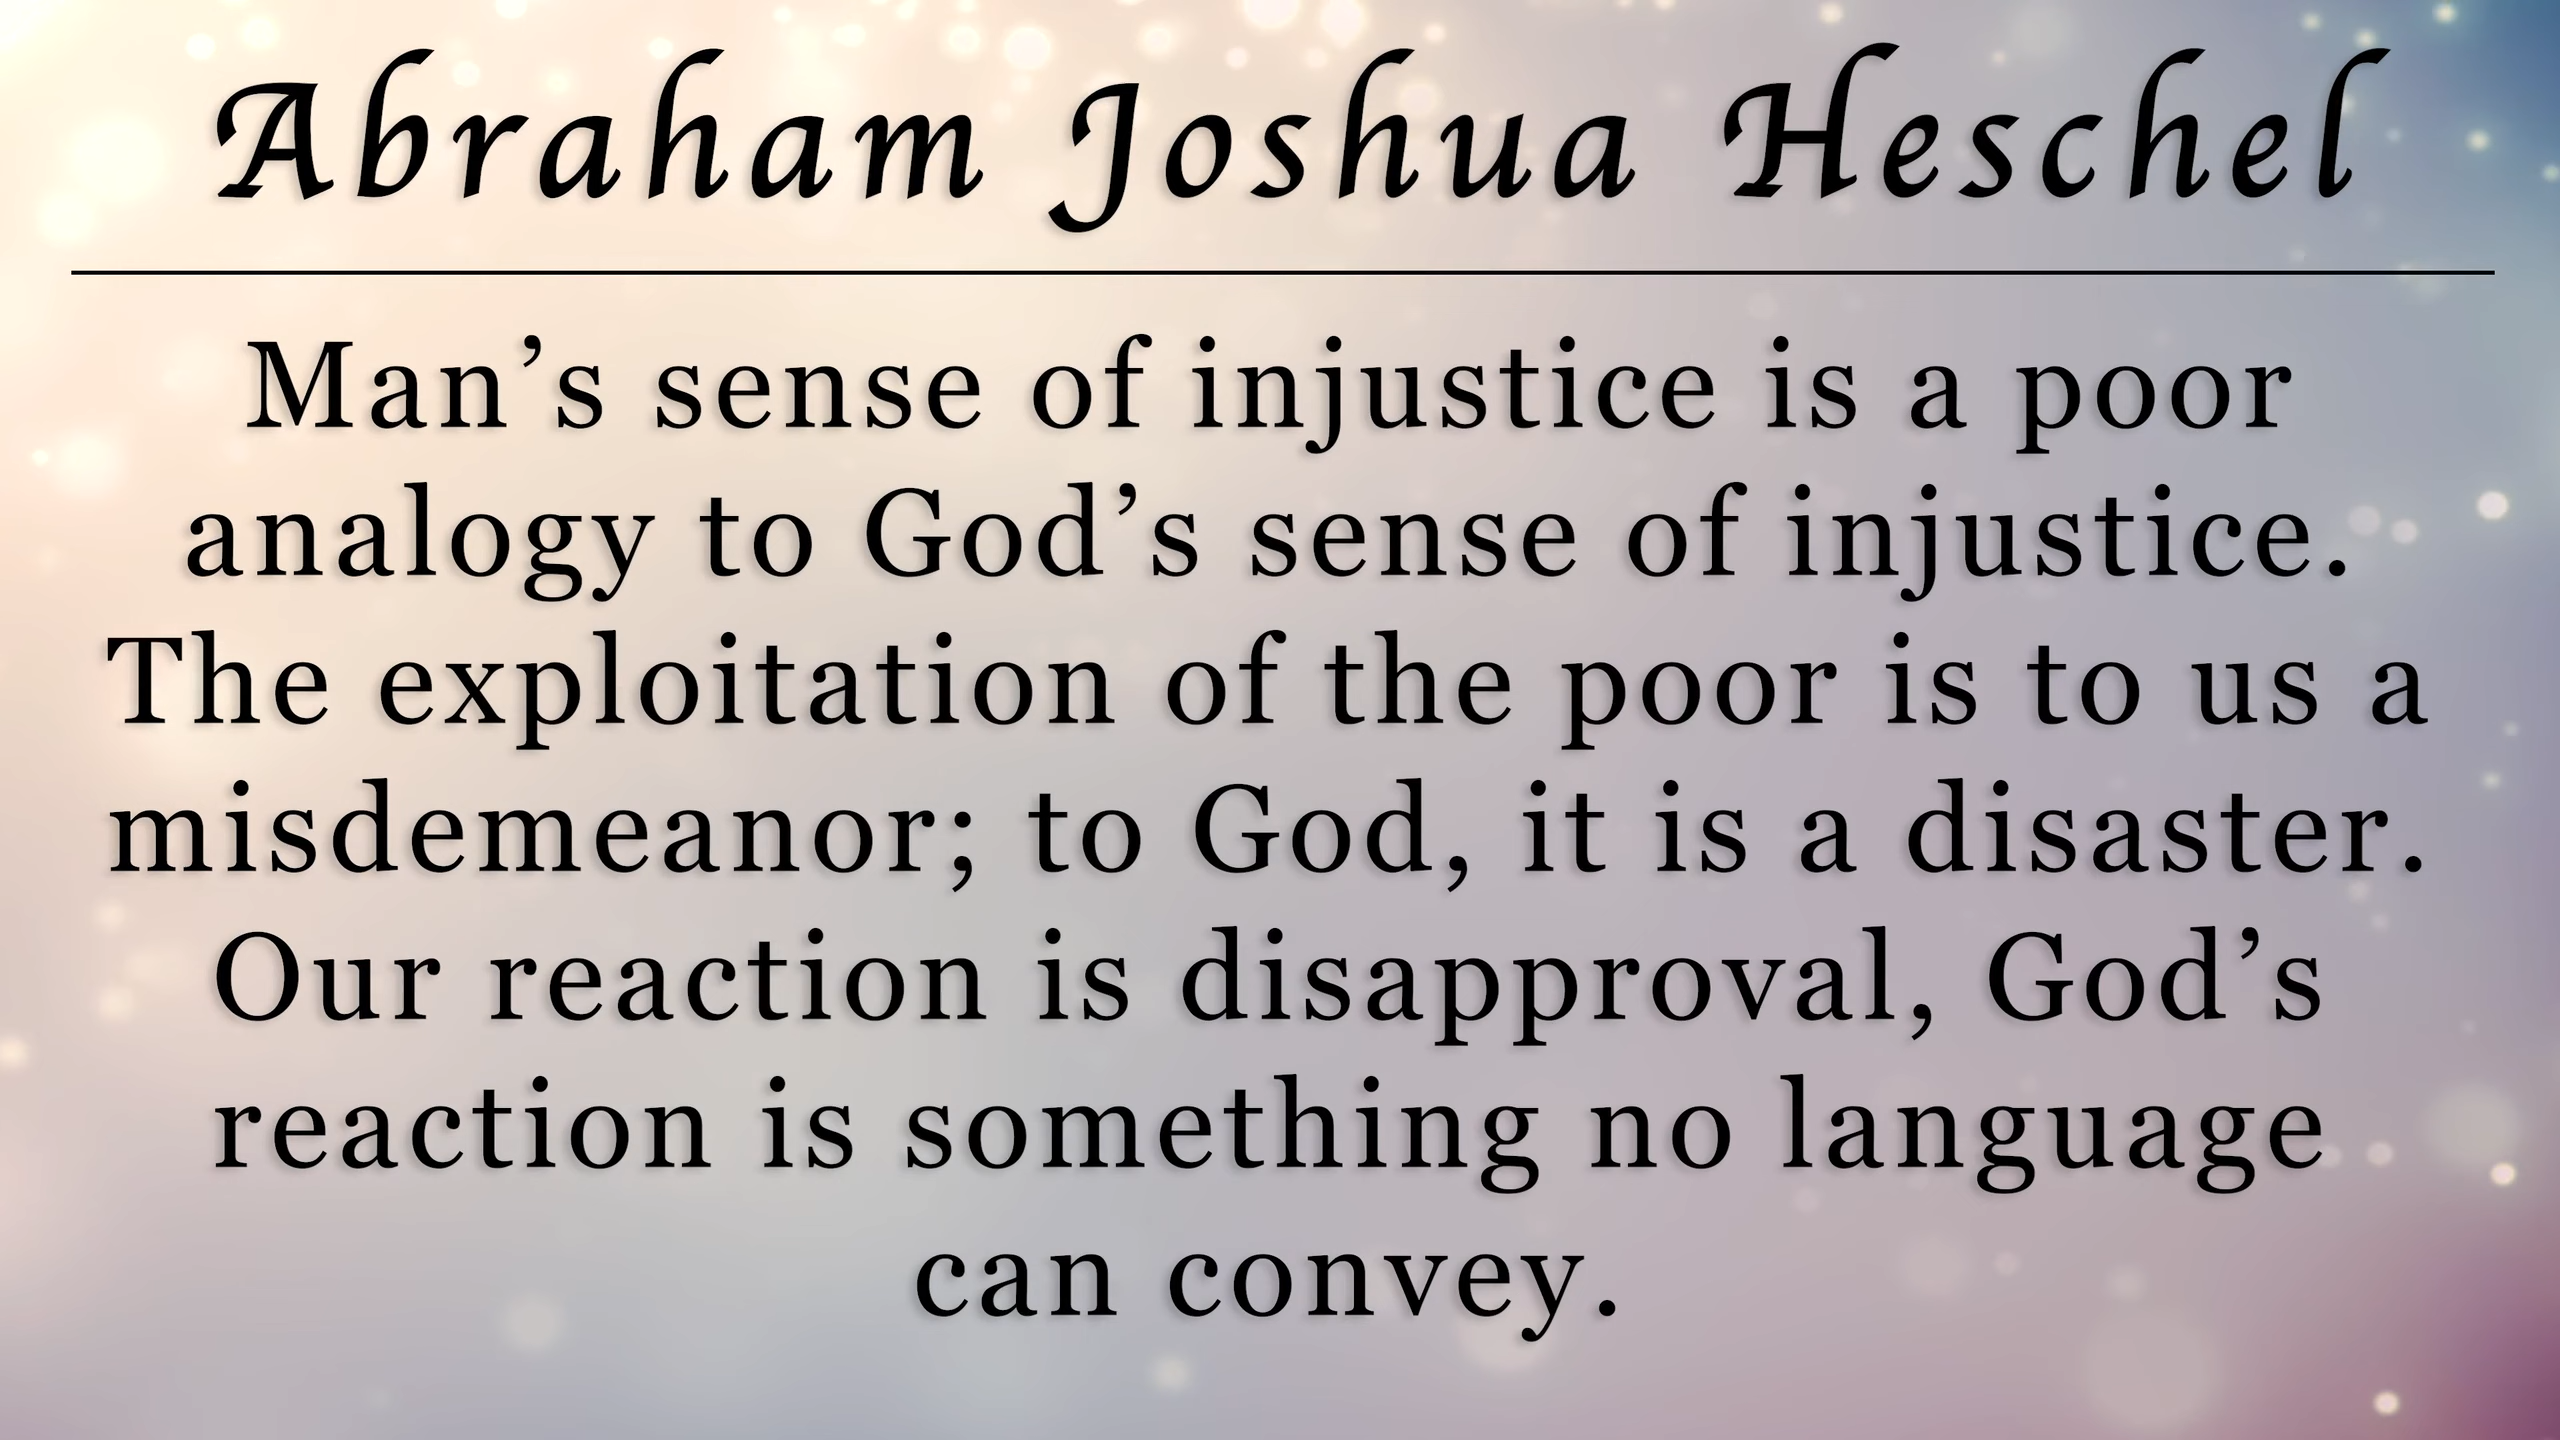 Abraham Joshua Heschel
Man’s sense of injustice is a poor
analogy to God’s sense of injustice.
The exploitation of the poor is to us a
misdemeanor; to God, it is a disaster.
Our reaction is disapproval, God’s
reaction is something no language
can convey.